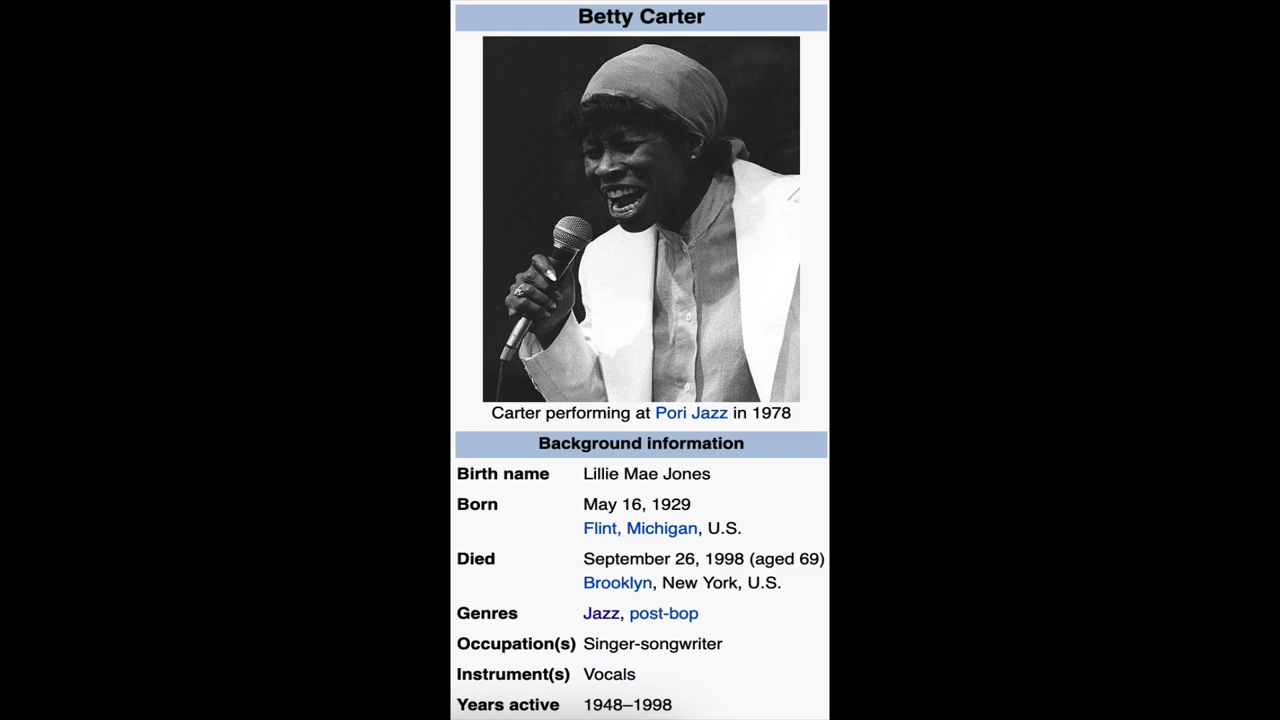 Betty Carter
Carter performing at Pori Jazz in 1978
Background information
Birth name Lillie Mae Jones
Born May 16, 1929
Flint, Michigan, U.S.
Died September 26, 1998 (aged 69)
Brooklyn, New York, U.S.
Genres Jazz, post-bop
Occupation(s) Singer-songwriter
Instrument(s) Vocals
Years active 1948–1998